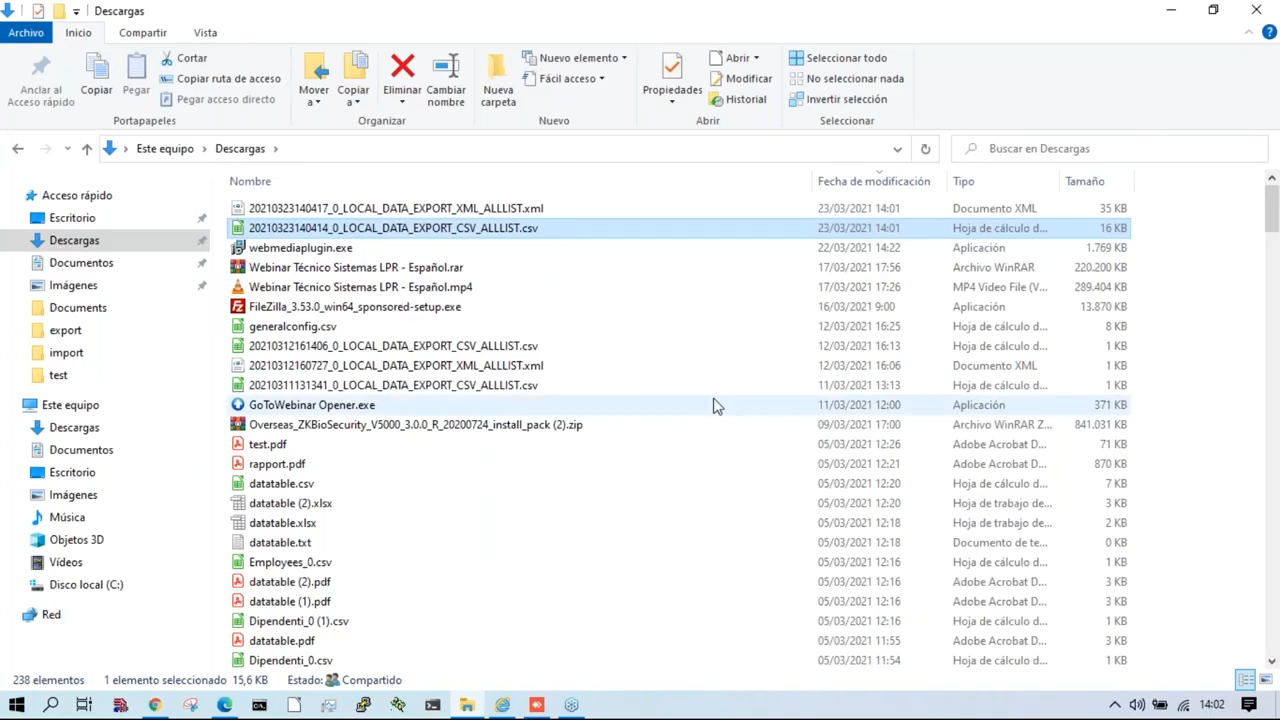 Descargas
Archivo Inicio Compartir Vista
Anclar al Acceso rápido
Copiar
Pegar
Cortar
Copiar ruta de acceso
Pegar acceso directo
Portapapeles
Mover a
Copiar a
Eliminar
Cambiar nombre
Organizar
Nueva carpeta
Nuevo elemento
Fácil acceso
Nuevo
Propiedades
Abrir
Modificar
Historial
Abrir
Seleccionar todo
No seleccionar nada
Invertir selección
Seleccionar
Este equipo > Descargas >
Buscar en Descargas
Nombre Fecha de modificación Tipo Tamaño
Acceso rápido
Escritorio
Descargas
Documentos
Imágenes
Documents
export
import
test
Este equipo
Descargas
Documentos
Escritorio
Imágenes
Música
Objetos 3D
Vídeos
Disco local (C:)
Red
20210323140417_0_LOCAL_DATA_EXPORT_XML_ALLLIST.xml 23/03/2021 14:01 Documento XML 35 KB
20210323140414_0_LOCAL_DATA_EXPORT_CSV_ALLLIST.csv 23/03/2021 14:01 Hoja de cálculo d... 16 KB
webmediaplugin.exe 22/03/2021 14:22 Aplicación 1.769 KB
Webinar Técnico Sistemas LPR - Español.rar 17/03/2021 17:56 Archivo WinRAR 220.200 KB
Webinar Técnico Sistemas LPR - Español.mp4 17/03/2021 17:26 MP4 Video File (V... 289.404 KB
FileZilla_3.53.0_win64_sponsored-setup.exe 16/03/2021 9:00 Aplicación 13.870 KB
generalconfig.csv 12/03/2021 16:25 Hoja de cálculo d... 8 KB
20210312161406_0_LOCAL_DATA_EXPORT_CSV_ALLLIST.csv 12/03/2021 16:13 Hoja de cálculo d... 1 KB
20210312160727_0_LOCAL_DATA_EXPORT_XML_ALLLIST.xml 12/03/2021 16:06 Documento XML 1 KB
20210311131341_0_LOCAL_DATA_EXPORT_CSV_ALLLIST.csv 11/03/2021 13:13 Hoja de cálculo d... 1 KB
GoToWebinar Opener.exe 11/03/2021 12:00 Aplicación 371 KB
Overseas_ZKBioSecurity_V5000_3.0.0_R_20200724_install_pack (2).zip 09/03/2021 17:00 Archivo WinRAR Z... 841.031 KB
test.pdf 05/03/2021 12:26 Adobe Acrobat D... 71 KB
rapport.pdf 05/03/2021 12:21 Adobe Acrobat D... 870 KB
datatable.csv 05/03/2021 12:20 Hoja de cálculo d... 7 KB
datatable (2).xlsx 05/03/2021 12:20 Hoja de trabajo de... 3 KB
datatable.xlsx 05/03/2021 12:18 Hoja de trabajo de... 2 KB
datatable.txt 05/03/2021 12:18 Documento de te... 0 KB
Employees_0.csv 05/03/2021 12:16 Hoja de cálculo d... 1 KB
datatable (2).pdf 05/03/2021 12:16 Adobe Acrobat D... 3 KB
datatable (1).pdf 05/03/2021 12:16 Adobe Acrobat D... 3 KB
Dipendenti_0 (1).csv 05/03/2021 12:16 Hoja de cálculo d... 1 KB
datatable.pdf 05/03/2021 11:55 Adobe Acrobat D... 3 KB
Dipendenti_0.csv 05/03/2021 11:54 Hoja de cálculo d... 1 KB
238 elementos 1 elemento seleccionado 15,6 KB Estado: Compartido
14:02